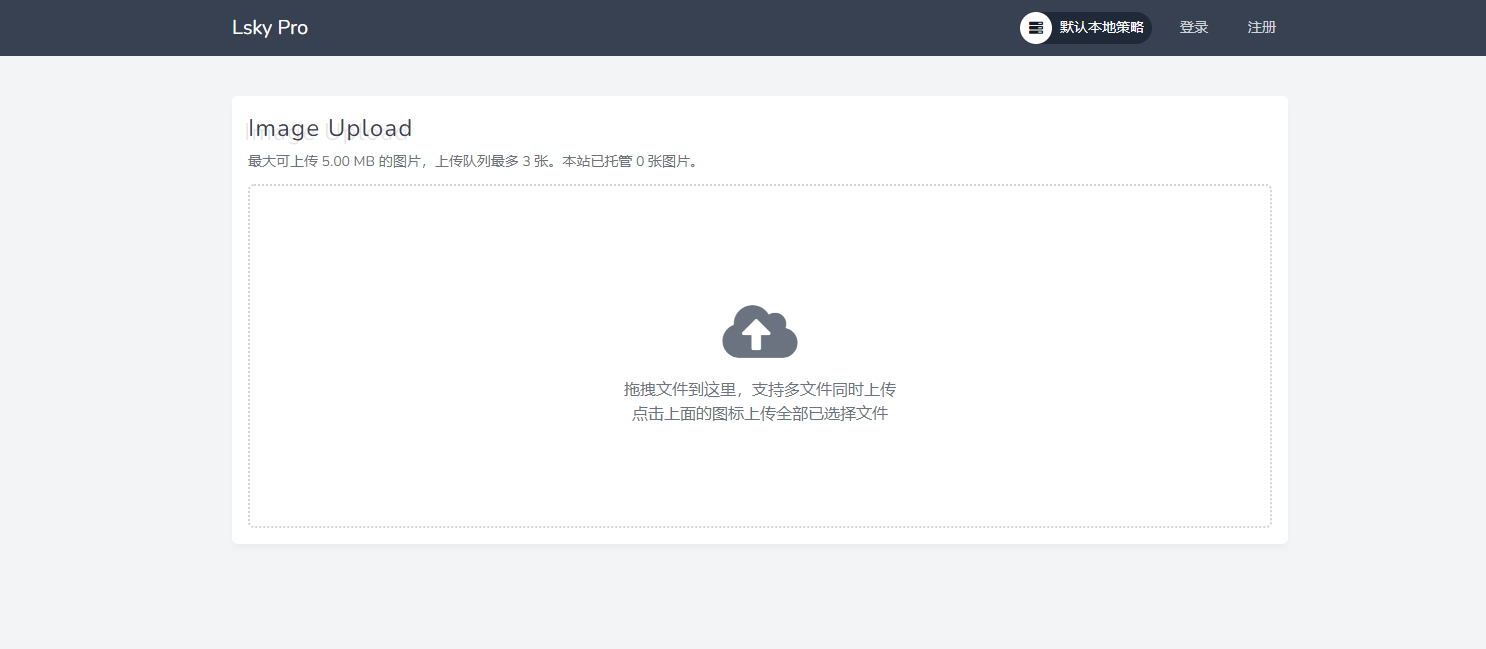 Lsky Pro
默认本地策略
登录
注册
Image Upload
最大可上传 5.00 MB 的图片，上传队列最多 3 张。本站已托管 0 张图片。
拖拽文件到这里，支持多文件同时上传
点击上面的图标上传全部已选择文件